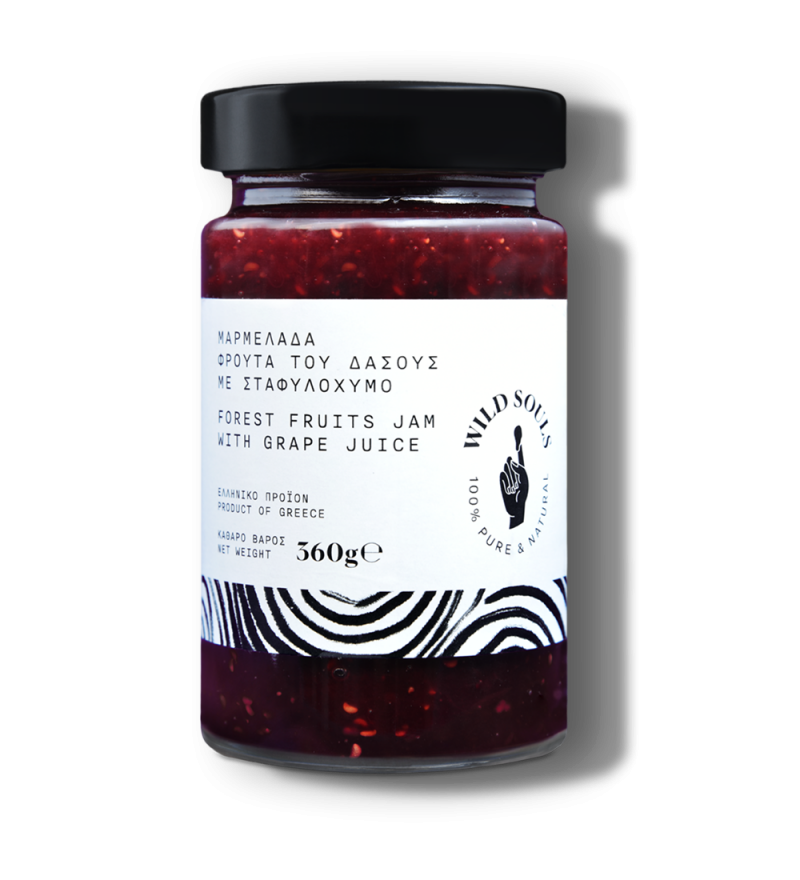 ΜΑΡΜΕΛΑΔΑ
ΦΡΟΥΤΑ ΤΟΥ ΔΑΣΟΥΣ
ΜΕ ΣΤΑΦΥΛΟΧΥΜΟ
FOREST FRUITS JAM
WITH GRAPE JUICE
WILD SOULS
100% PURE & NATURAL
ΕΛΛΗΝΙΚΟ ΠΡΟΪΟΝ
PRODUCT OF GREECE
ΚΑΘΑΡΟ ΒΑΡΟΣ
NET WEIGHT 360g℮